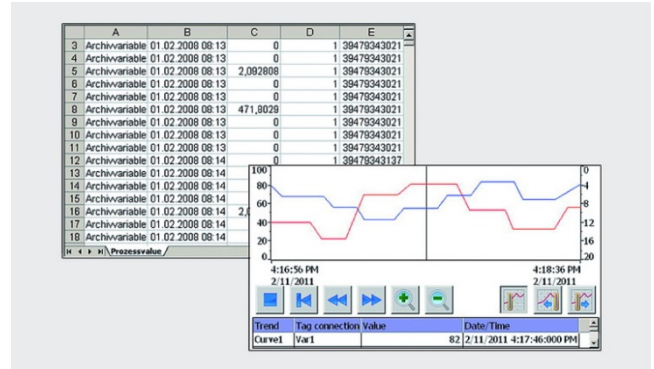 A B C D E
3 Archivvariable 01.02.2008 08:13 0 1 39479343021
4 Archivvariable 01.02.2008 08:13 0 1 39479343021
5 Archivvariable 01.02.2008 08:13 2,092808 1 39479343021
6 Archivvariable 01.02.2008 08:13 0 1 39479343021
7 Archivvariable 01.02.2008 08:13 0 1 39479343021
8 Archivvariable 01.02.2008 08:13 471,8029 1 39479343021
9 Archivvariable 01.02.2008 08:13 0 1 39479343021
10 Archivvariable 01.02.2008 08:13 0 1 39479343021
11 Archivvariable 01.02.2008 08:13 0 1 39479343021
12 Archivvariable 01.02.2008 08:14 0 1 39479343137
13 Archivvariable 01.02.2008 08:14
14 Archivvariable 01.02.2008 08:14
15 Archivvariable 01.02.2008 08:14
16 Archivvariable 01.02.2008 08:14
17 Archivvariable 01.02.2008 08:14
18 Archivvariable 01.02.2008 08:14
Prozessvalue
100 0
80 4
60 8
40 12
20 16
0 20
4:16:56 PM 4:18:36 PM
2/11/2011 2/11/2011
Trend Tag connection Value Date/Time
Curve1 Var1 82 2/11/2011 4:17:46:000 PM